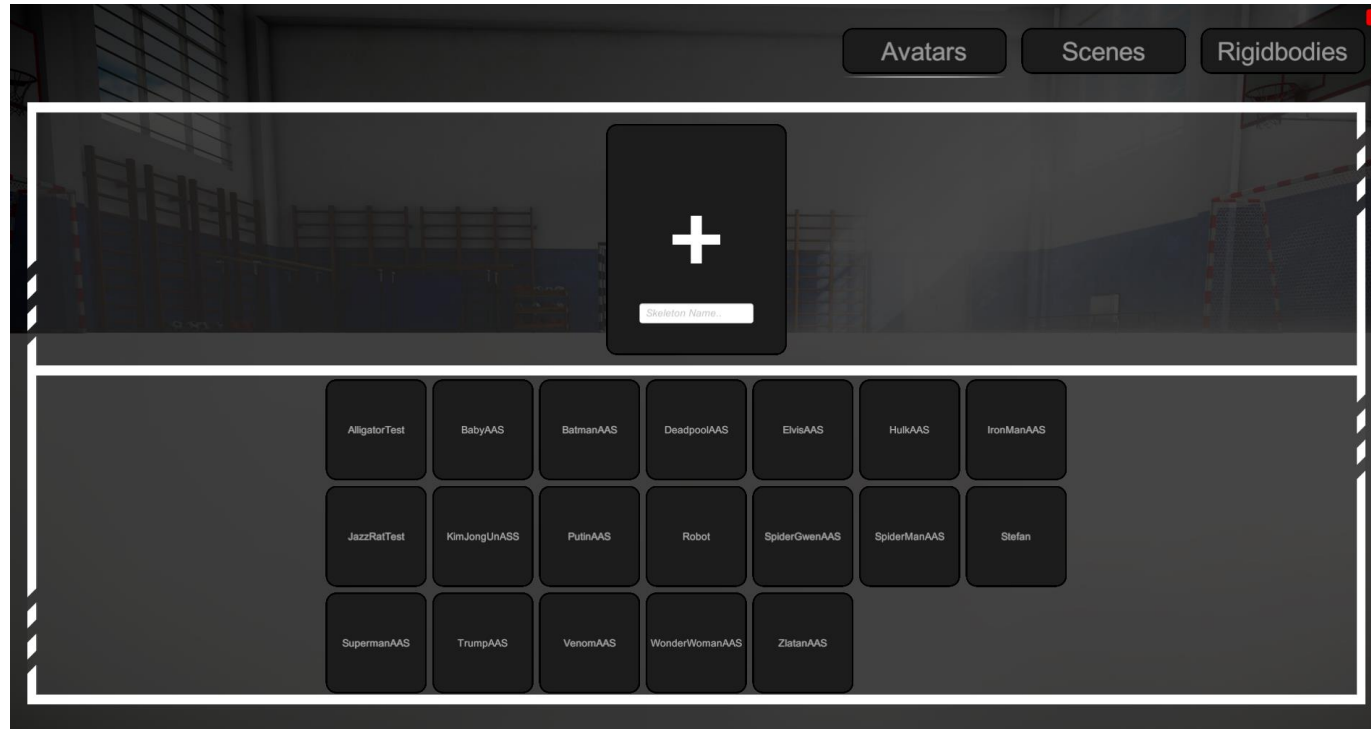 Avatars
Scenes
Rigidbodies
Skeleton Name..
AlligatorTest
BabyAAS
BatmanAAS
DeadpoolAAS
ElvisAAS
HulkAAS
IronManAAS
JazzRatTest
KimJongUnASS
PutinAAS
Robot
SpiderGwenAAS
SpiderManAAS
Stefan
SupermanAAS
TrumpAAS
VenomAAS
WonderWomanAAS
ZlatanAAS